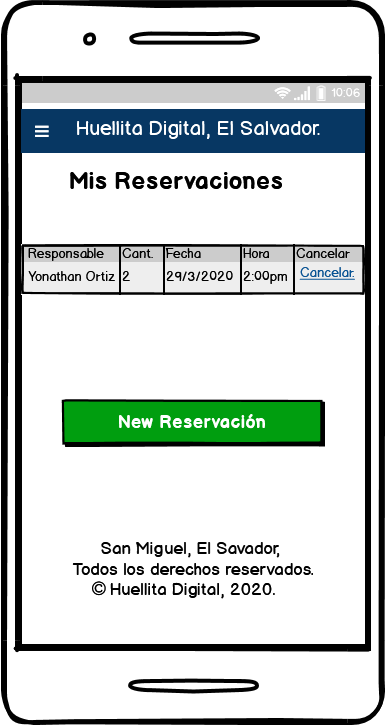 10:06
Huellita Digital, El Salvador.
Mis Reservaciones
Responsable Cant. Fecha Hora Cancelar
Yonathan Ortiz 2 29/3/2020 2:00pm Cancelar.
New Reservación
San Miguel, El Savador,
Todos los derechos reservados.
© Huellita Digital, 2020.